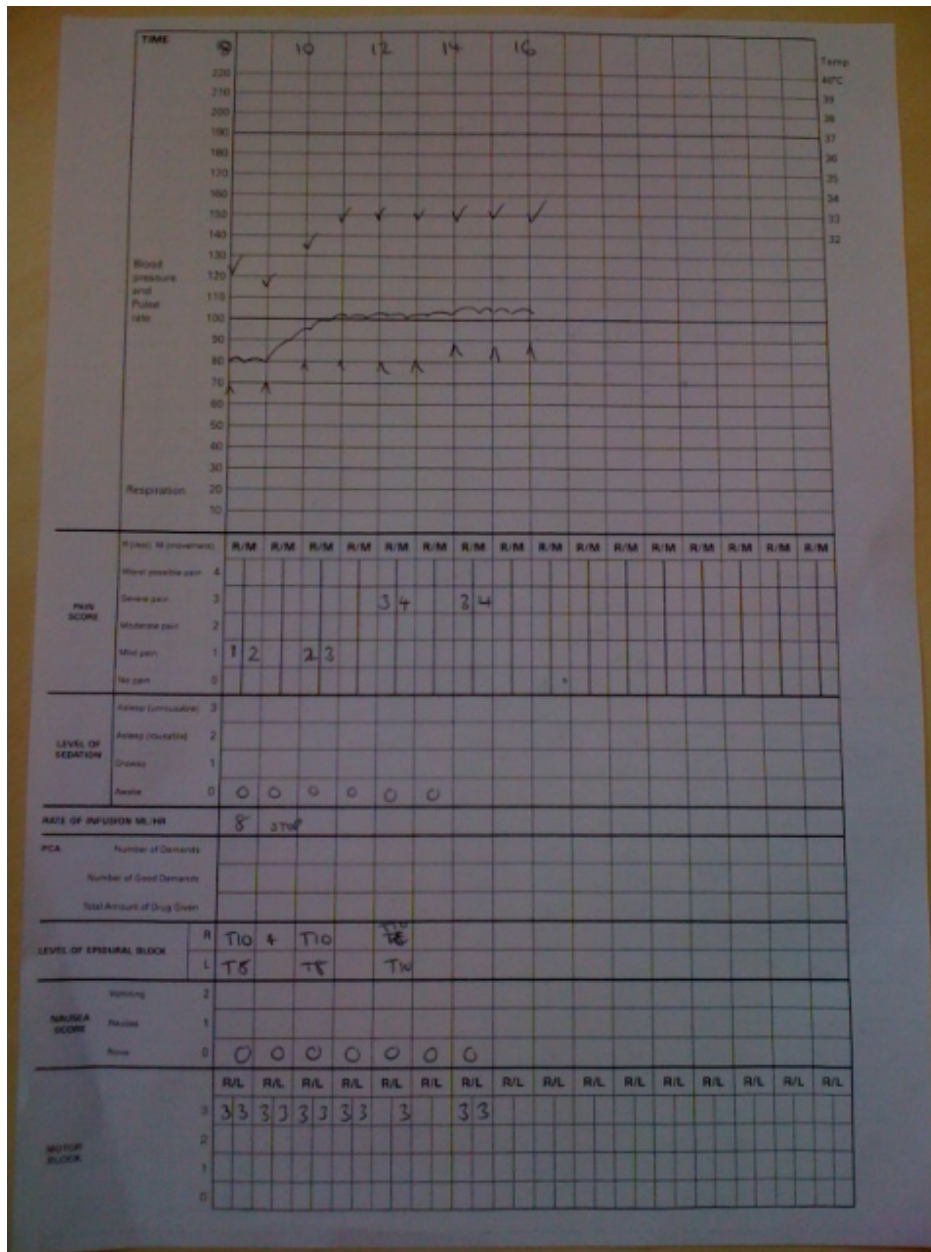 TIME 8 10 12 14 16
Temp
220 40°C
210 39
200 38
190 37
180 36
170 35
160 34
150 33
140 32
130
Blood
pressure
and
Pulse
rate
120
110
100
90
80
70
60
50
40
30
Respiration 20
10
R (rest) M (movement) R/M R/M R/M R/M R/M R/M R/M R/M R/M R/M R/M R/M R/M R/M R/M R/M
PAIN
SCORE
Worst possible pain 4
Severe pain 3 3 4 3 4
Moderate pain 2
Mild pain 1 1 2 2 3
No pain 0
LEVEL OF
SEDATION
Asleep (unrousable) 3
Asleep (rousable) 2
Drowsy 1
Awake 0 0 0 0 0 0 0
RATE OF INFUSION ML/HR 8 STOP
PCA Number of Demands
Number of Good Demands
Total Amount of Drug Given
LEVEL OF EPIDURAL BLOCK
R T10 T10 T10
L T8 T8 T10
NAUSEA
SCORE
Vomiting 2
Nausea 1
None 0 0 0 0 0 0 0 0
R/L R/L R/L R/L R/L R/L R/L R/L R/L R/L R/L R/L R/L R/L R/L R/L
MOTOR
BLOCK
3 3 3 3 3 3 3 3 3 3 3 3
2
1
0